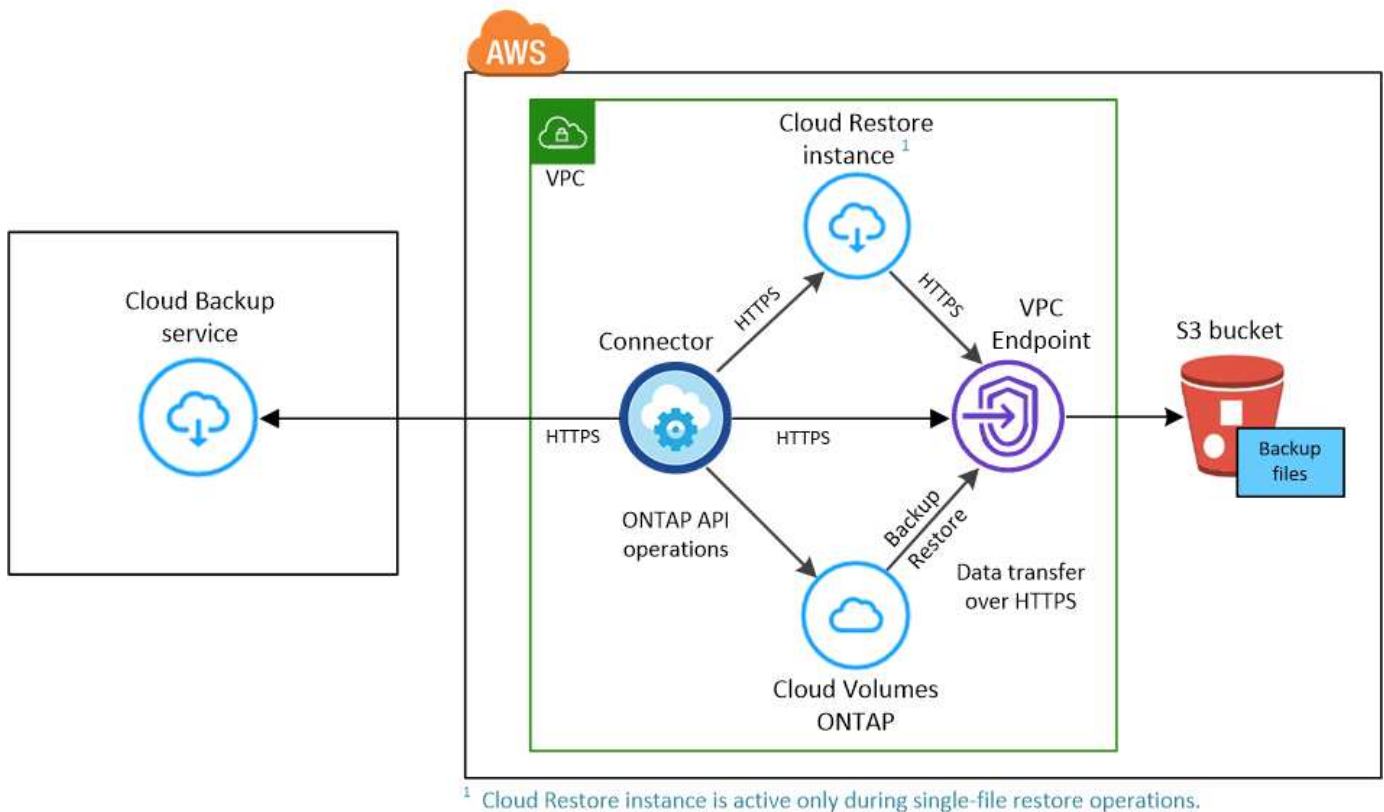 AWS
Cloud Restore
instance 1
VPC
Cloud Backup
service
HTTPS
HTTPS
VPC
Endpoint
S3 bucket
Connector
HTTPS
HTTPS
Backup
files
ONTAP API
operations
Backup
Restore
Data transfer
over HTTPS
Cloud Volumes
ONTAP
1 Cloud Restore instance is active only during single-file restore operations.